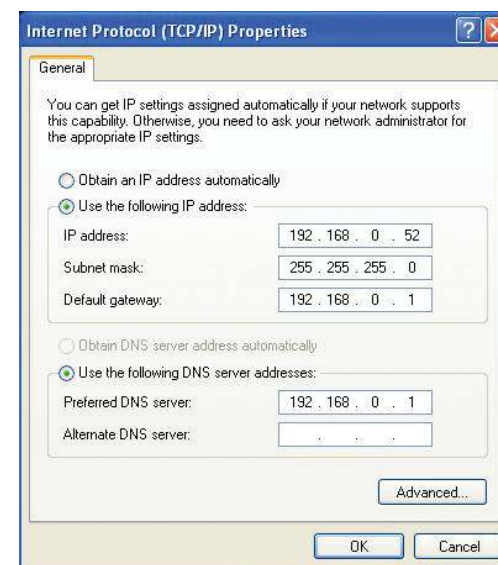 Internet Protocol (TCP/IP) Properties
General
You can get IP settings assigned automatically if your network supports
this capability. Otherwise, you need to ask your network administrator for
the appropriate IP settings.
Obtain an IP address automatically
Use the following IP address:
IP address: 192 . 168 . 0 . 52
Subnet mask: 255 . 255 . 255 . 0
Default gateway: 192 . 168 . 0 . 1
Obtain DNS server address automatically
Use the following DNS server addresses:
Preferred DNS server: 192 . 168 . 0 . 1
Alternate DNS server: . . .
Advanced...
OK Cancel